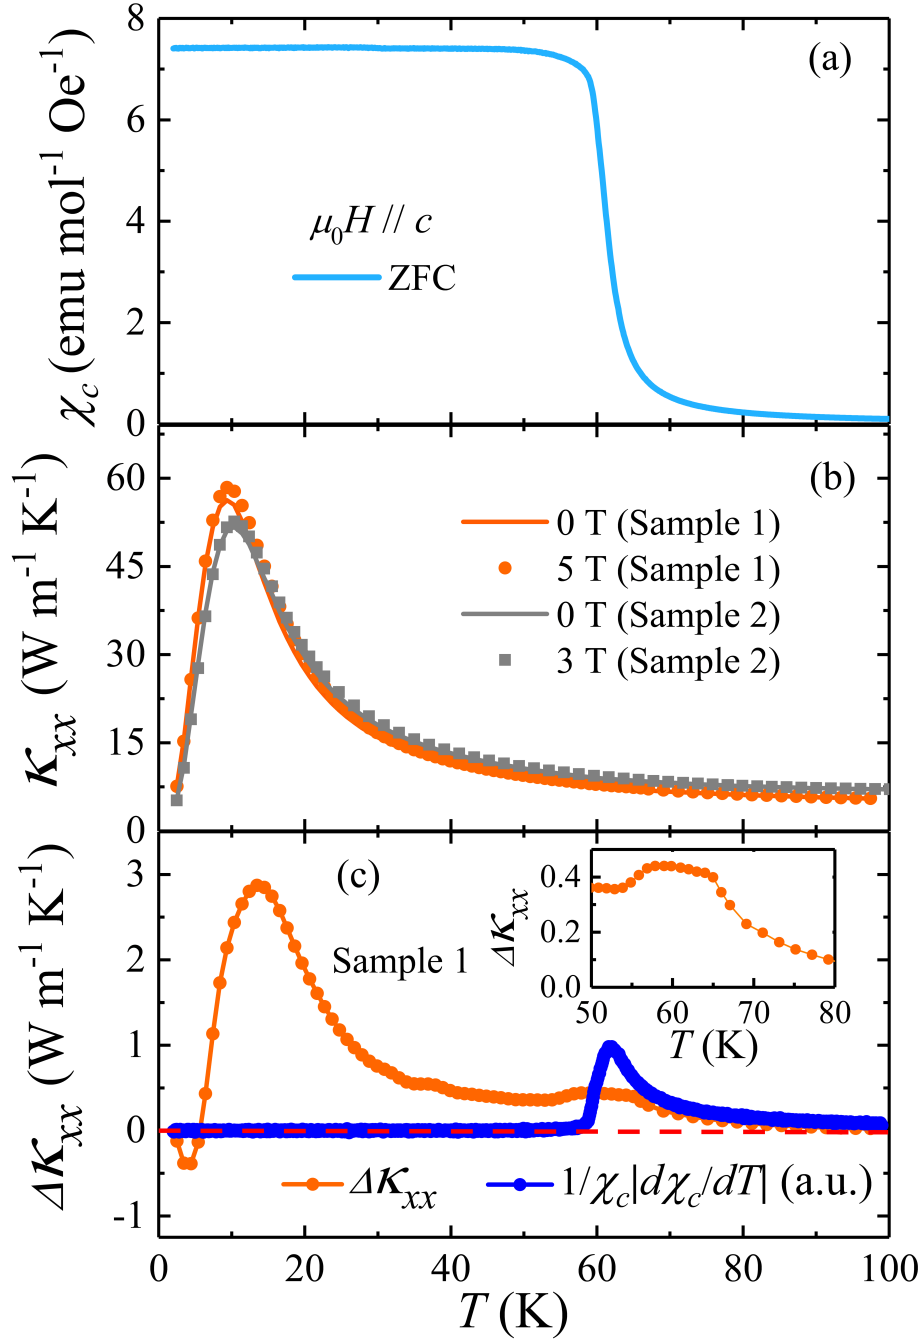 8
6
4
2
0
χc (emu mol-1 Oe-1)
(a)
μ0H // c
ZFC
60
45
30
15
0
κxx (W m-1 K-1)
(b)
0 T (Sample 1)
5 T (Sample 1)
0 T (Sample 2)
3 T (Sample 2)
3
2
1
0
-1
Δκxx (W m-1 K-1)
(c)
Sample 1
0.4
0.2
0.0
Δκxx
50 60 70 80
T (K)
Δκxx
1/χc|dχc/dT| (a.u.)
0 20 40 60 80 100
T (K)